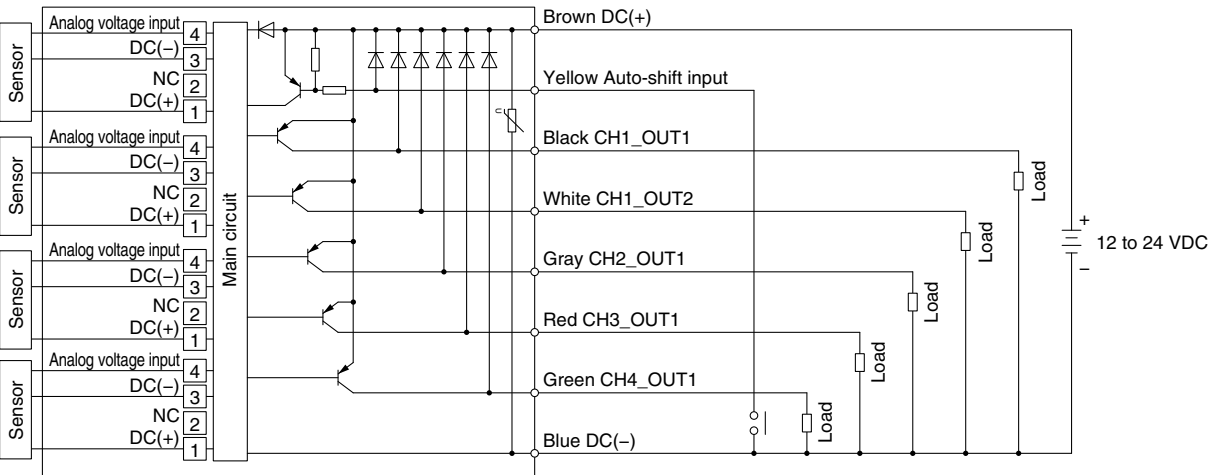 Sensor
Analog voltage input 4
DC(−) 3
NC 2
DC(+) 1
Sensor
Analog voltage input 4
DC(−) 3
NC 2
DC(+) 1
Sensor
Analog voltage input 4
DC(−) 3
NC 2
DC(+) 1
Sensor
Analog voltage input 4
DC(−) 3
NC 2
DC(+) 1
Main circuit
U
Brown DC(+)
Yellow Auto-shift input
Black CH1_OUT1
White CH1_OUT2
Gray CH2_OUT1
Red CH3_OUT1
Green CH4_OUT1
Blue DC(−)
Load
Load
Load
Load
Load
+
12 to 24 VDC
−